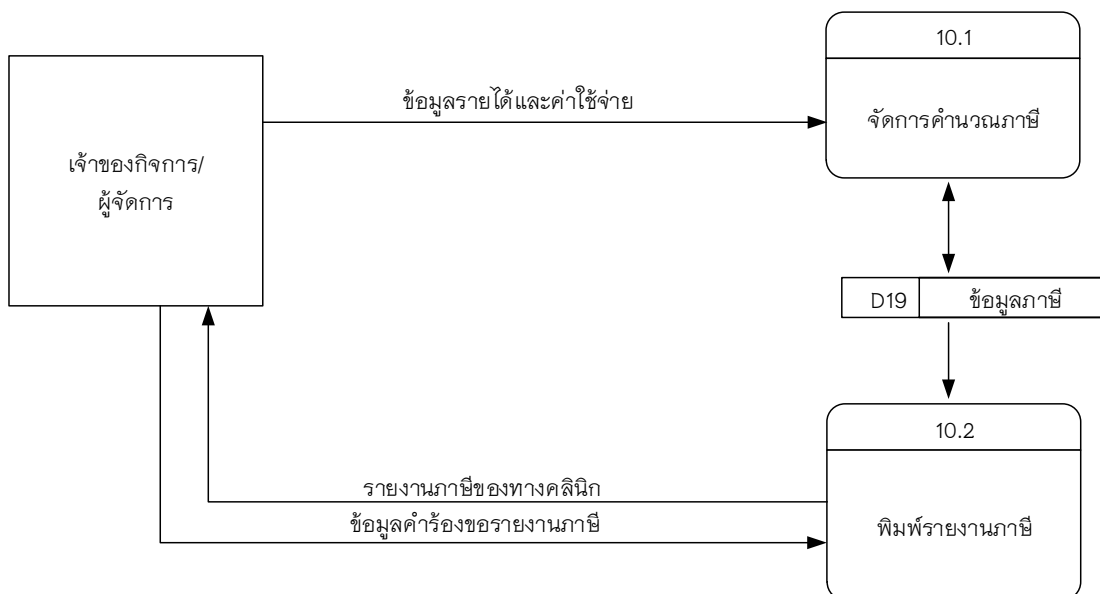 10.1
ข้อมูลรายได้และค่าใช้จ่าย
จัดการคำนวณภาษี
เจ้าของกิจการ/
ผู้จัดการ
D19 ข้อมูลภาษี
10.2
รายงานภาษีของทางคลินิก
ข้อมูลคำร้องขอรายงานภาษี
พิมพ์รายงานภาษี